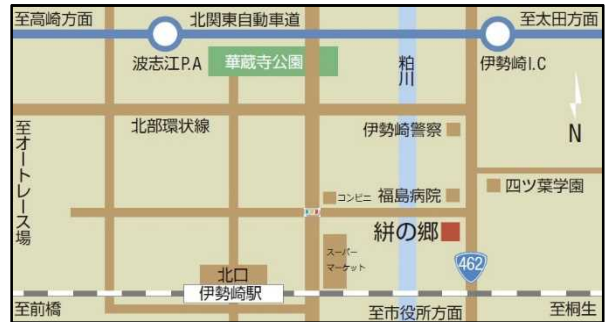 至高崎方面
北関東自動車道
至太田方面
波志江P.A
華蔵寺公園
粕川
伊勢崎I.C
北部環状線
伊勢崎警察
N
至オートレース場
コンビニ
福島病院
四ツ葉学園
絣の郷
スーパー
マーケット
462
北口
伊勢崎駅
至前橋
至市役所方面
至桐生